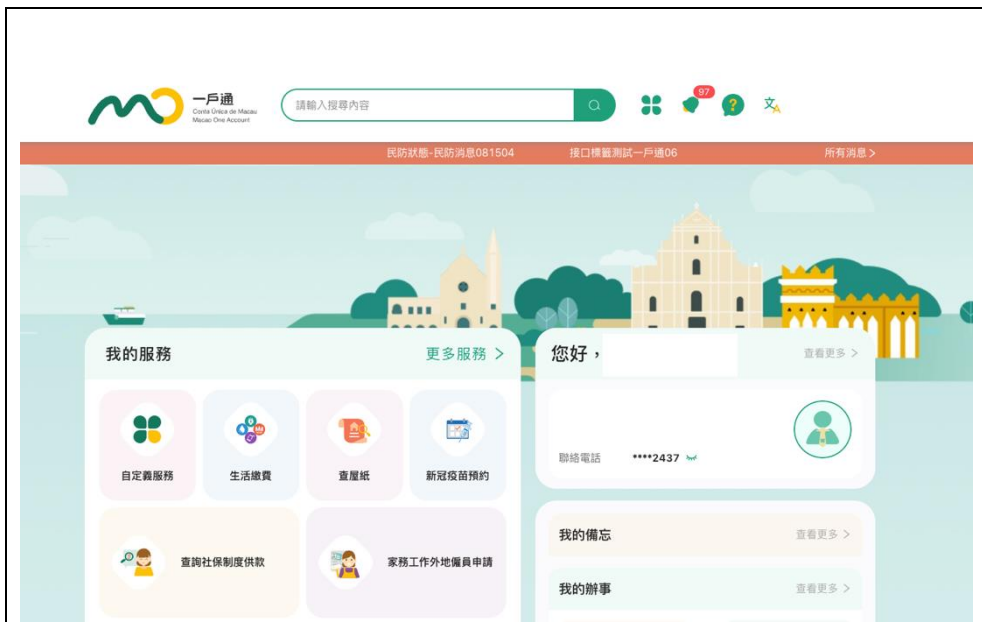 一戶通
Conta Única de Macau
Macao One Account
請輸入搜尋內容
97
?
文A
民防狀態-民防消息081504 接口標籤測試一戶通06 所有消息 >
我的服務 更多服務 >
自定義服務 生活繳費 查屋紙 新冠疫苗預約
查詢社保制度供款 家務工作外地僱員申請
您好，
查看更多 >
聯絡電話 ****2437
我的備忘 查看更多 >
我的辦事 查看更多 >